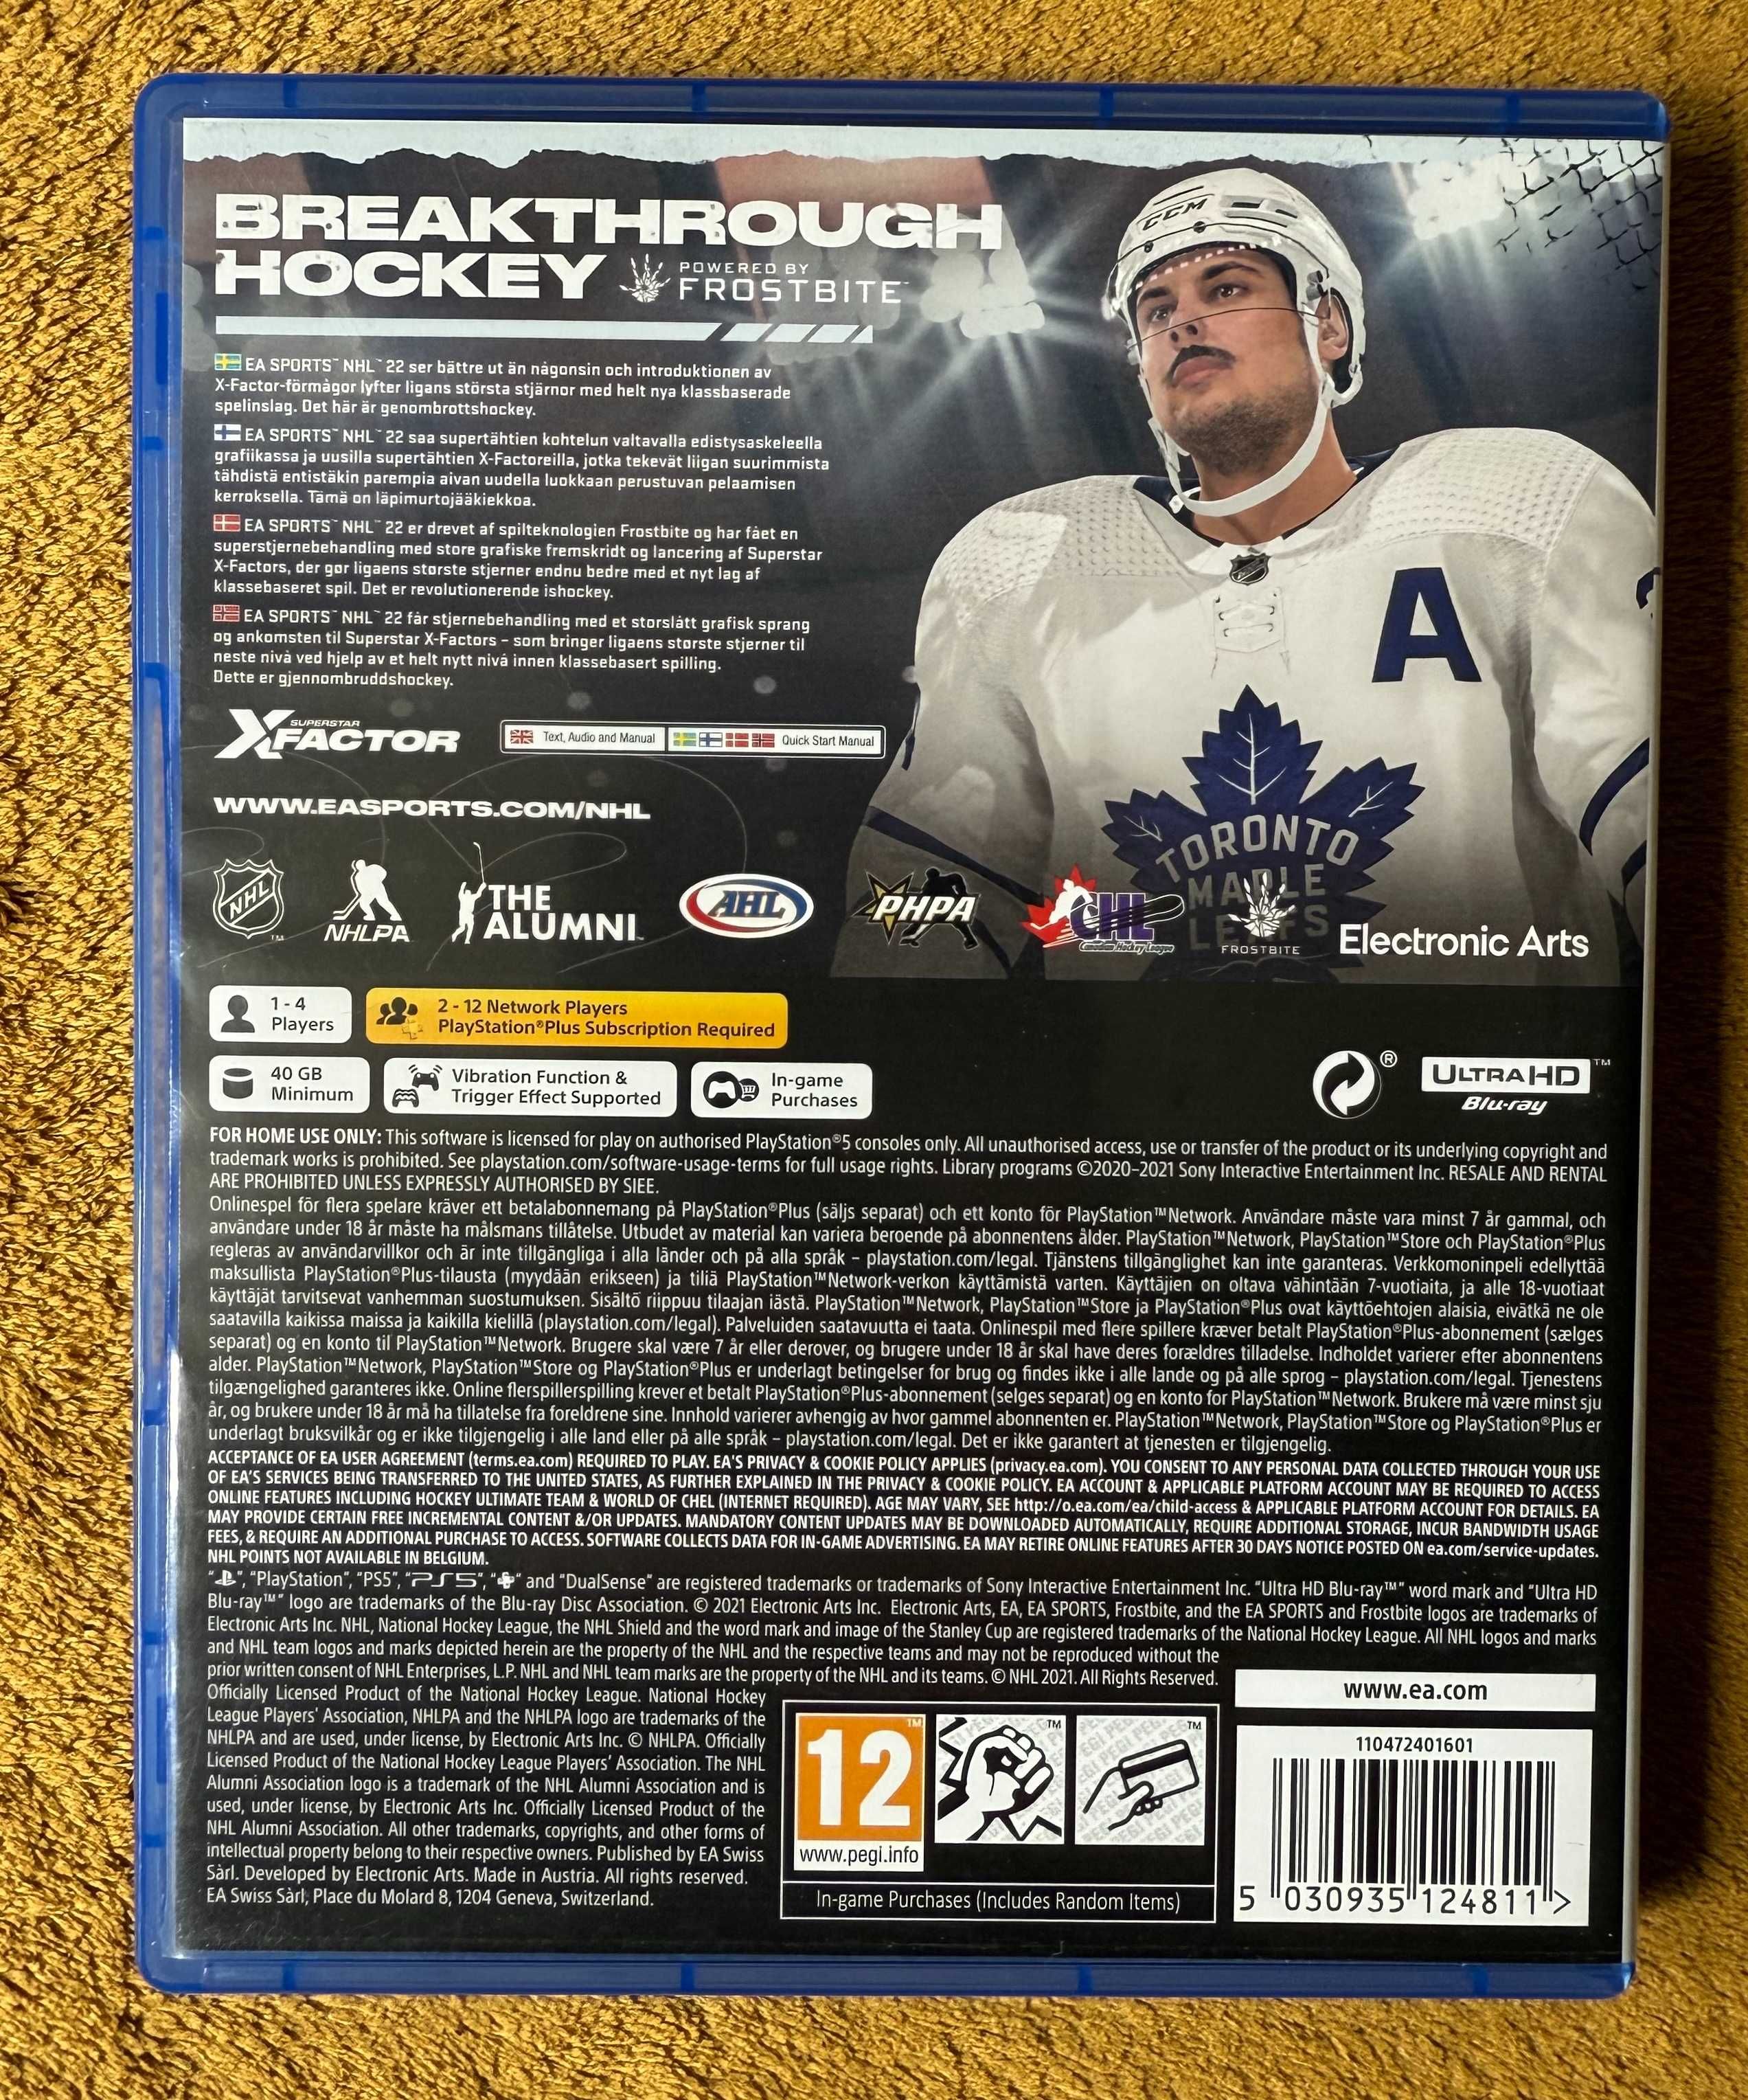 BREAKTHROUGH
HOCKEY
POWERED BY
FROSTBITE™
CCM
EA SPORTS™ NHL™ 22 ser bättre ut än någonsin och introduktionen av
X-Factor-förmågor lyfter ligans största stjärnor med helt nya klassbaserade
spelinslag. Det här är genombrottshockey.
EA SPORTS™ NHL™ 22 saa supertähtien kohtelun valtavalla edistysaskeleella
grafiikassa ja uusilla supertähtien X-Factoreilla, jotka tekevät liigan suurimmista
tähdistä entistäkin parempia aivan uudella luokkaan perustuvan pelaamisen
kerroksella. Tämä on läpimurtojääkiekkoa.
EA SPORTS™ NHL™ 22 er drevet af spilteknologien Frostbite og har fået en
superstjernebehandling med store grafiske fremskridt og lancering af Superstar
X-Factors, der gør ligaens største stjerner endnu bedre med et nyt lag af
klassebaseret spil. Det er revolutionerende ishockey.
EA SPORTS™ NHL™ 22 får stjernebehandling med et storslått grafisk sprang
og ankomsten til Superstar X-Factors – som bringer ligaens største stjerner til
neste nivå ved hjelp av et helt nytt nivå innen klassebasert spilling.
Dette er gjennombruddshockey.
A
SUPERSTAR
XFACTOR
Text, Audio and Manual
Quick Start Manual
WWW.EASPORTS.COM/NHL
TORONTO
MAPLE
LEAFS
NHL™
NHLPA
THE
ALUMNI™
AHL
PHPA
CHL
Canadian Hockey League
FROSTBITE
Electronic Arts
1 - 4
Players
2 - 12 Network Players
PlayStation®Plus Subscription Required
40 GB
Minimum
Vibration Function &
Trigger Effect Supported
In-game
Purchases
®
ULTRA HD™
Blu-ray
FOR HOME USE ONLY: This software is licensed for play on authorised PlayStation®5 consoles only. All unauthorised access, use or transfer of the product or its underlying copyright and
trademark works is prohibited. See playstation.com/software-usage-terms for full usage rights. Library programs ©2020–2021 Sony Interactive Entertainment Inc. RESALE AND RENTAL
ARE PROHIBITED UNLESS EXPRESSLY AUTHORISED BY SIEE.
Onlinespel för flera spelare kräver ett betalabonnemang på PlayStation®Plus (säljs separat) och ett konto för PlayStation™Network. Användare måste vara minst 7 år gammal, och
användare under 18 år måste ha målsmans tillåtelse. Utbudet av material kan variera beroende på abonnentens ålder. PlayStation™Network, PlayStation™Store och PlayStation®Plus
regleras av användarvillkor och är inte tillgängliga i alla länder och på alla språk – playstation.com/legal. Tjänstens tillgänglighet kan inte garanteras. Verkkomoninpeli edellyttää
maksullista PlayStation®Plus-tilausta (myydään erikseen) ja tiliä PlayStation™Network-verkon käyttämistä varten. Käyttäjien on oltava vähintään 7-vuotiaita, ja alle 18-vuotiaat
käyttäjät tarvitsevat vanhemman suostumuksen. Sisältö riippuu tilaajan iästä. PlayStation™Network, PlayStation™Store ja PlayStation®Plus ovat käyttöehtojen alaisia, eivätkä ne ole
saatavilla kaikissa maissa ja kaikilla kielillä (playstation.com/legal). Palveluiden saatavuutta ei taata. Onlinespil med flere spillere kræver betalt PlayStation®Plus-abonnement (sælges
separat) og en konto til PlayStation™Network. Brugere skal være 7 år eller derover, og brugere under 18 år skal have deres forældres tilladelse. Indholdet varierer efter abonnentens
alder. PlayStation™Network, PlayStation™Store og PlayStation®Plus er underlagt betingelser for brug og findes ikke i alle lande og på alle sprog – playstation.com/legal. Tjenestens
tilgængelighed garanteres ikke. Online flerspillerspilling krever et betalt PlayStation®Plus-abonnement (selges separat) og en konto for PlayStation™Network. Brukere må være minst sju
år, og brukere under 18 år må ha tillatelse fra foreldrene sine. Innhold varierer avhengig av hvor gammel abonnenten er. PlayStation™Network, PlayStation™Store og PlayStation®Plus er
underlagt bruksvilkår og er ikke tilgjengelig i alle land eller på alle språk – playstation.com/legal. Det er ikke garantert at tjenesten er tilgjengelig.
ACCEPTANCE OF EA USER AGREEMENT (terms.ea.com) REQUIRED TO PLAY. EA'S PRIVACY & COOKIE POLICY APPLIES (privacy.ea.com). YOU CONSENT TO ANY PERSONAL DATA COLLECTED THROUGH YOUR USE
OF EA'S SERVICES BEING TRANSFERRED TO THE UNITED STATES, AS FURTHER EXPLAINED IN THE PRIVACY & COOKIE POLICY. EA ACCOUNT & APPLICABLE PLATFORM ACCOUNT MAY BE REQUIRED TO ACCESS
ONLINE FEATURES INCLUDING HOCKEY ULTIMATE TEAM & WORLD OF CHEL (INTERNET REQUIRED). AGE MAY VARY, SEE http://o.ea.com/ea/child-access & APPLICABLE PLATFORM ACCOUNT FOR DETAILS. EA
MAY PROVIDE CERTAIN FREE INCREMENTAL CONTENT &/OR UPDATES. MANDATORY CONTENT UPDATES MAY BE DOWNLOADED AUTOMATICALLY, REQUIRE ADDITIONAL STORAGE, INCUR BANDWIDTH USAGE
FEES, & REQUIRE AN ADDITIONAL PURCHASE TO ACCESS. SOFTWARE COLLECTS DATA FOR IN-GAME ADVERTISING. EA MAY RETIRE ONLINE FEATURES AFTER 30 DAYS NOTICE POSTED ON ea.com/service-updates.
NHL POINTS NOT AVAILABLE IN BELGIUM.
"", "PlayStation", "PS5", "PS5", "" and "DualSense" are registered trademarks or trademarks of Sony Interactive Entertainment Inc. "Ultra HD Blu-ray™" word mark and "Ultra HD
Blu-ray™" logo are trademarks of the Blu-ray Disc Association. © 2021 Electronic Arts Inc. Electronic Arts, EA, EA SPORTS, Frostbite, and the EA SPORTS and Frostbite logos are trademarks of
Electronic Arts Inc. NHL, National Hockey League, the NHL Shield and the word mark and image of the Stanley Cup are registered trademarks of the National Hockey League. All NHL logos and marks
and NHL team logos and marks depicted herein are the property of the NHL and the respective teams and may not be reproduced without the
prior written consent of NHL Enterprises, L.P. NHL and NHL team marks are the property of the NHL and its teams. © NHL 2021. All Rights Reserved.
Officially Licensed Product of the National Hockey League. National Hockey
League Players' Association, NHLPA and the NHLPA logo are trademarks of the
NHLPA and are used, under license, by Electronic Arts Inc. © NHLPA. Officially
Licensed Product of the National Hockey League Players' Association. The NHL
Alumni Association logo is a trademark of the NHL Alumni Association and is
used, under license, by Electronic Arts Inc. Officially Licensed Product of the
NHL Alumni Association. All other trademarks, copyrights, and other forms of
intellectual property belong to their respective owners. Published by EA Swiss
Sàrl. Developed by Electronic Arts. Made in Austria. All rights reserved.
EA Swiss Sàrl, Place du Molard 8, 1204 Geneva, Switzerland.
12™
www.pegi.info
™
™
In-game Purchases (Includes Random Items)
www.ea.com
110472401601
5 030935 124811 >